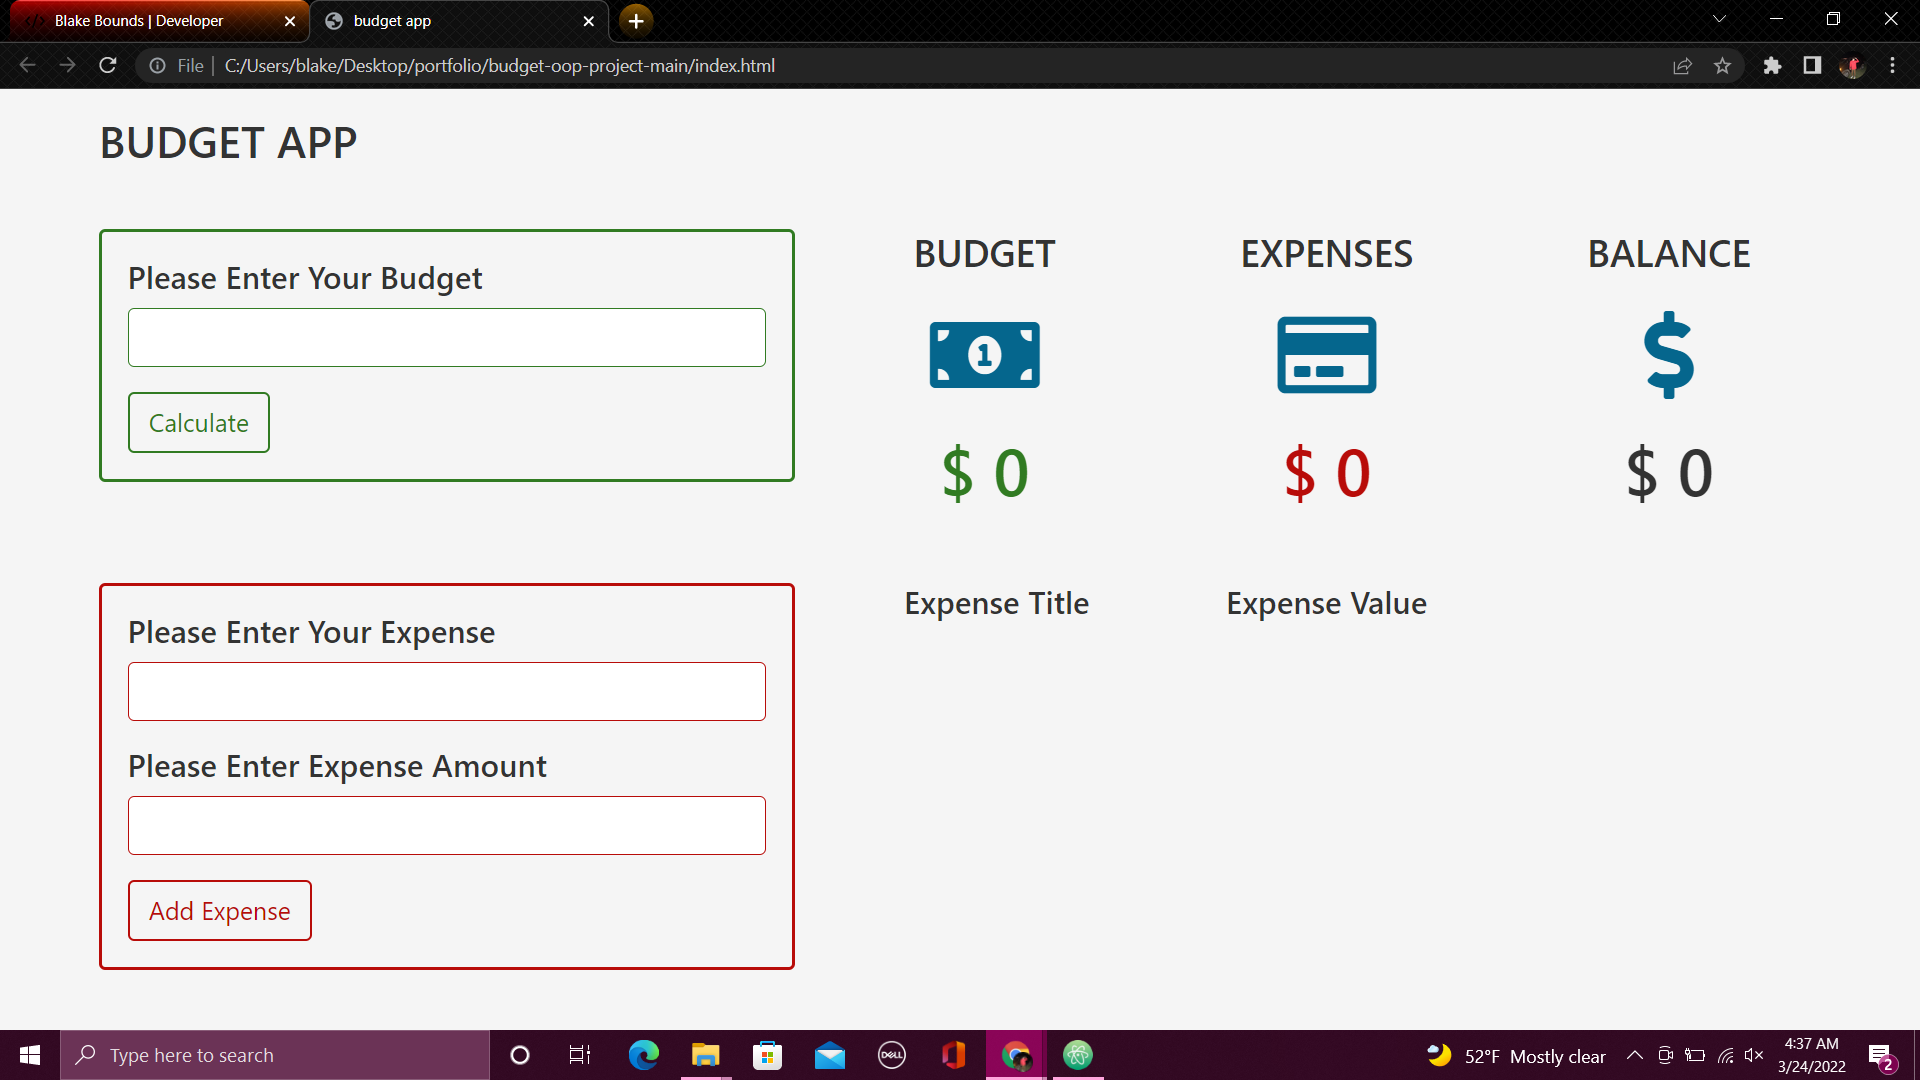 Blake Bounds | Developer
budget app
File | C:/Users/blake/Desktop/portfolio/budget-oop-project-main/index.html
BUDGET APP
Please Enter Your Budget
Calculate
BUDGET
EXPENSES
BALANCE
1
$ 0
$ 0
$ 0
Please Enter Your Expense
Please Enter Expense Amount
Add Expense
Expense Title
Expense Value
Type here to search
DELL
52°F Mostly clear
4:37 AM
3/24/2022
2